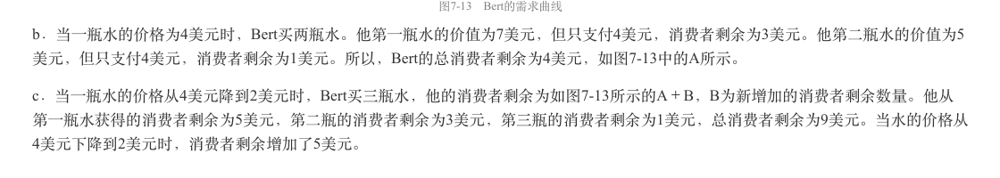 图7-13 Bert的需求曲线
b．当一瓶水的价格为4美元时，Bert买两瓶水。他第一瓶水的价值为7美元，但只支付4美元，消费者剩余为3美元。他第二瓶水的价值为5
美元，但只支付4美元，消费者剩余为1美元。所以，Bert的总消费者剩余为4美元，如图7-13中的A所示。
c．当一瓶水的价格从4美元降到2美元时，Bert买三瓶水，他的消费者剩余为如图7-13所示的A＋B，B为新增加的消费者剩余数量。他从
第一瓶水获得的消费者剩余为5美元，第二瓶的消费者剩余为3美元，第三瓶的消费者剩余为1美元，总消费者剩余为9美元。当水的价格从
4美元下降到2美元时，消费者剩余增加了5美元。